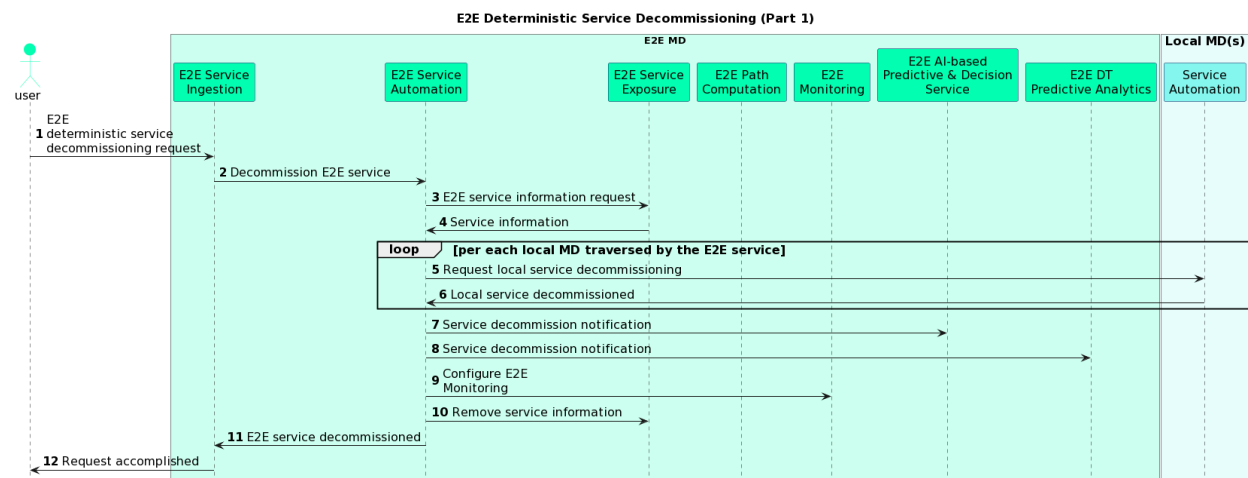 E2E Deterministic Service Decommissioning (Part 1)
E2E MD
Local MD(s)
user
E2E Service
Ingestion
E2E Service
Automation
E2E Service
Exposure
E2E Path
Computation
E2E
Monitoring
E2E AI-based
Predictive & Decision
Service
E2E DT
Predictive Analytics
Service
Automation
E2E
1 deterministic service
decommissioning request
2 Decommission E2E service
3 E2E service information request
4 Service information
loop [per each local MD traversed by the E2E service]
5 Request local service decommissioning
6 Local service decommissioned
7 Service decommission notification
8 Service decommission notification
9 Configure E2E
Monitoring
10 Remove service information
11 E2E service decommissioned
12 Request accomplished